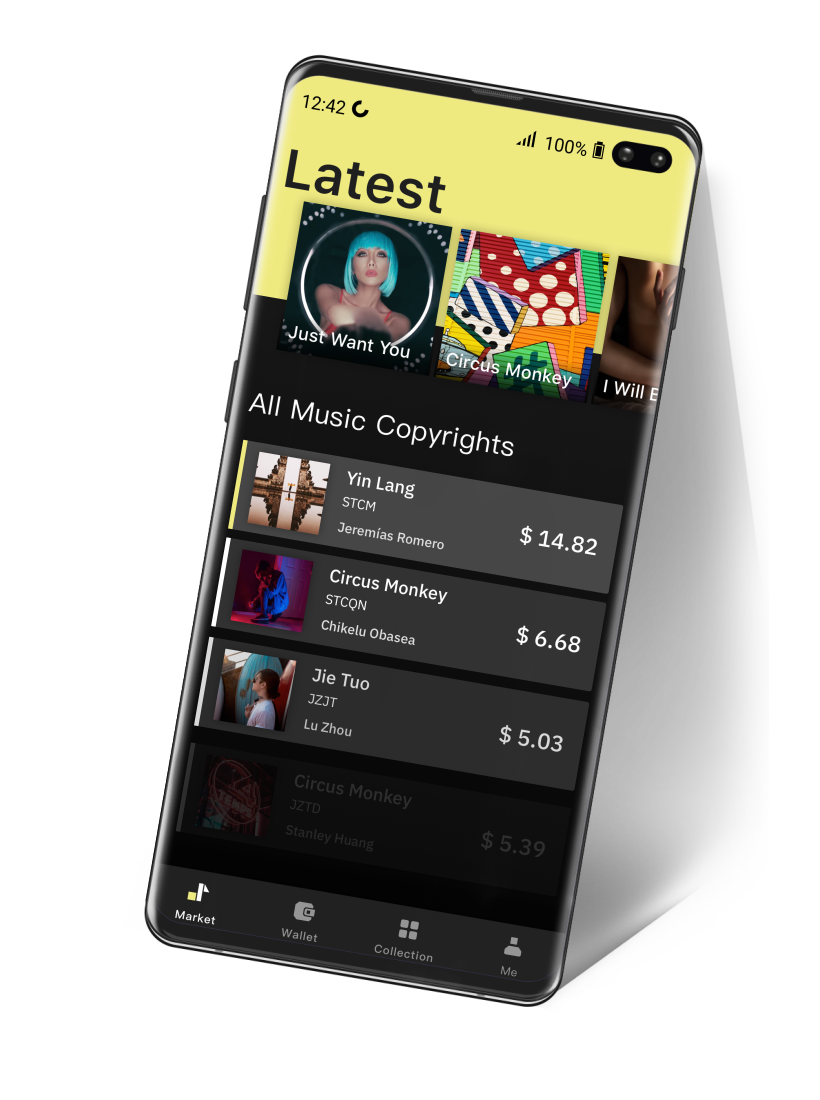 12:42
100%
Latest
Just Want You
Circus Monkey
I Will E
All Music Copyrights
Yin Lang
STCM
Jeremías Romero
$ 14.82
Circus Monkey
STCQN
Chikelu Obasea
$ 6.68
Jie Tuo
JZJT
Lu Zhou
$ 5.03
Circus Monkey
JZTD
Stanley Huang
$ 5.39
Market
Wallet
Collection
Me